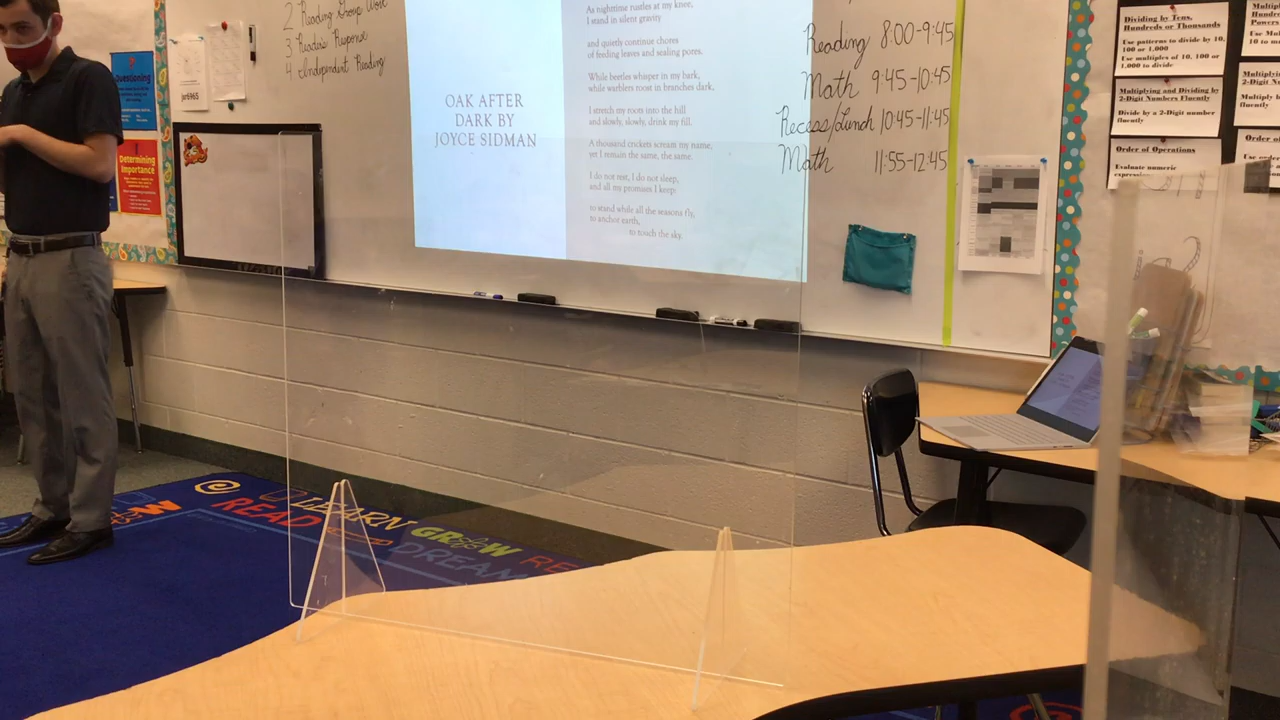 2 Reading Group Work
3 Reader's Response
4 Independent Reading
OAK AFTER
DARK BY
JOYCE SIDMAN
As nighttime rustles at my knee,
I stand in silent gravity
and quietly continue chores
of feeding leaves and sealing pores.
While beetles whisper in my bark,
while warblers roost in branches dark,
I stretch my roots into the hill
and slowly, slowly, drink my fill.
A thousand crickets scream my name,
yet I remain the same, the same.
I do not rest, I do not sleep,
and all my promises I keep:
to stand while all the seasons fly,
to anchor earth,
to touch the sky.
Reading 8:00-9:45
Math 9:45-10:45
Recess/Lunch 10:45-11:45
Math 11:55-12:45
Questioning
Determining
Importance
Dividing by Tens,
Hundreds or Thousands
Use patterns to divide by 10,
100 or 1,000
Use multiples of 10, 100 or
1,000 to divide
Multiplying and Dividing by
2-Digit Numbers Fluently
Divide by a 2-Digit number
fluently
Order of Operations
Evaluate numeric
READ
LEARN
GROW
DREAM